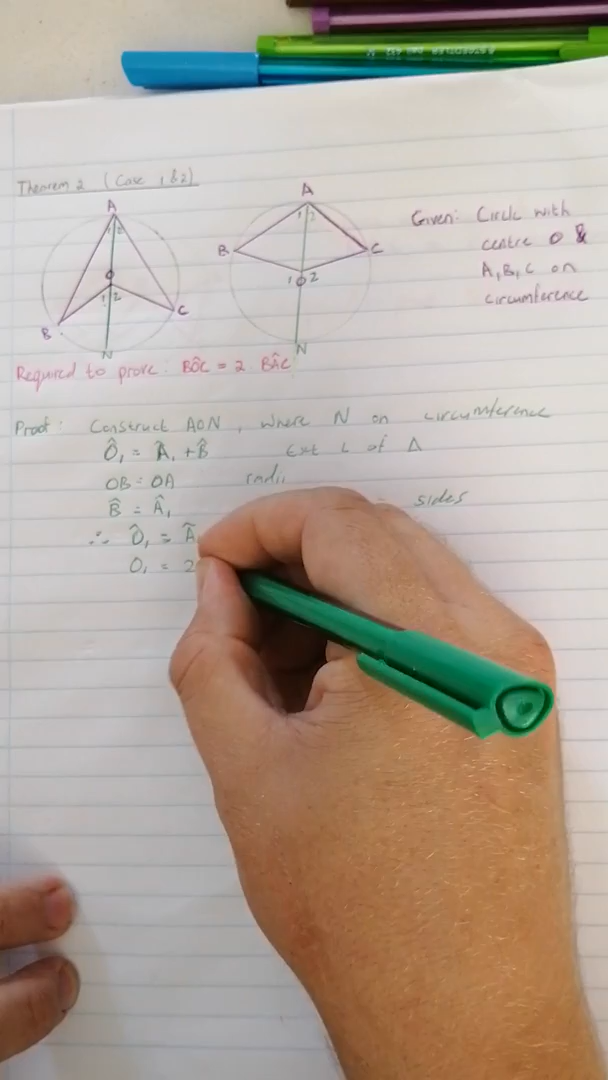 Theorem 2 (Case 1 & 2)
A
1 2
O
1 2
B
C
N
A
1 2
B
C
1 O 2
N
Given: Circle with
centre O &
A, B, C on
circumference
Required to prove: BÔC = 2 BÂC
Proof: Construct AON, where N on circumference
Ô₁ = Â₁ + B̂ ext ∠ of Δ
OB = OA radii
B̂ = Â₁ sides
∴ Ô₁ = Â
O₁ = 2